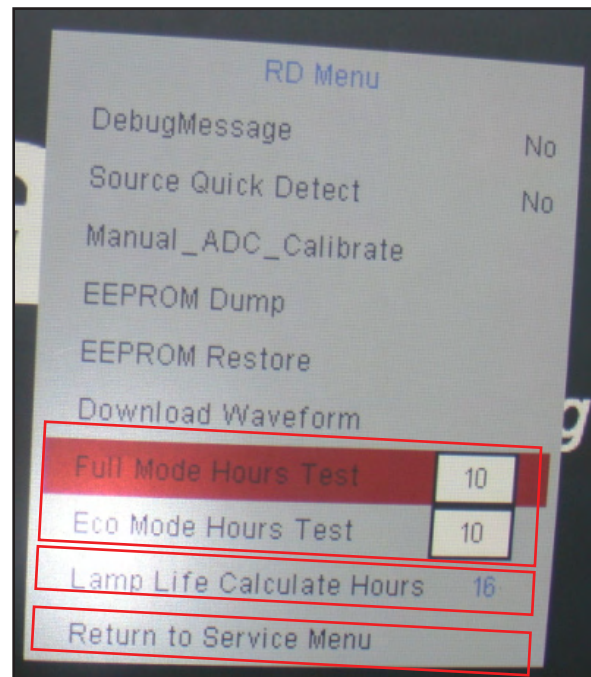 RD Menu
DebugMessage No
Source Quick Detect No
Manual_ADC_Calibrate
EEPROM Dump
EEPROM Restore
Download Waveform
g
Full Mode Hours Test 10
Eco Mode Hours Test 10
Lamp Life Calculate Hours 16
Return to Service Menu